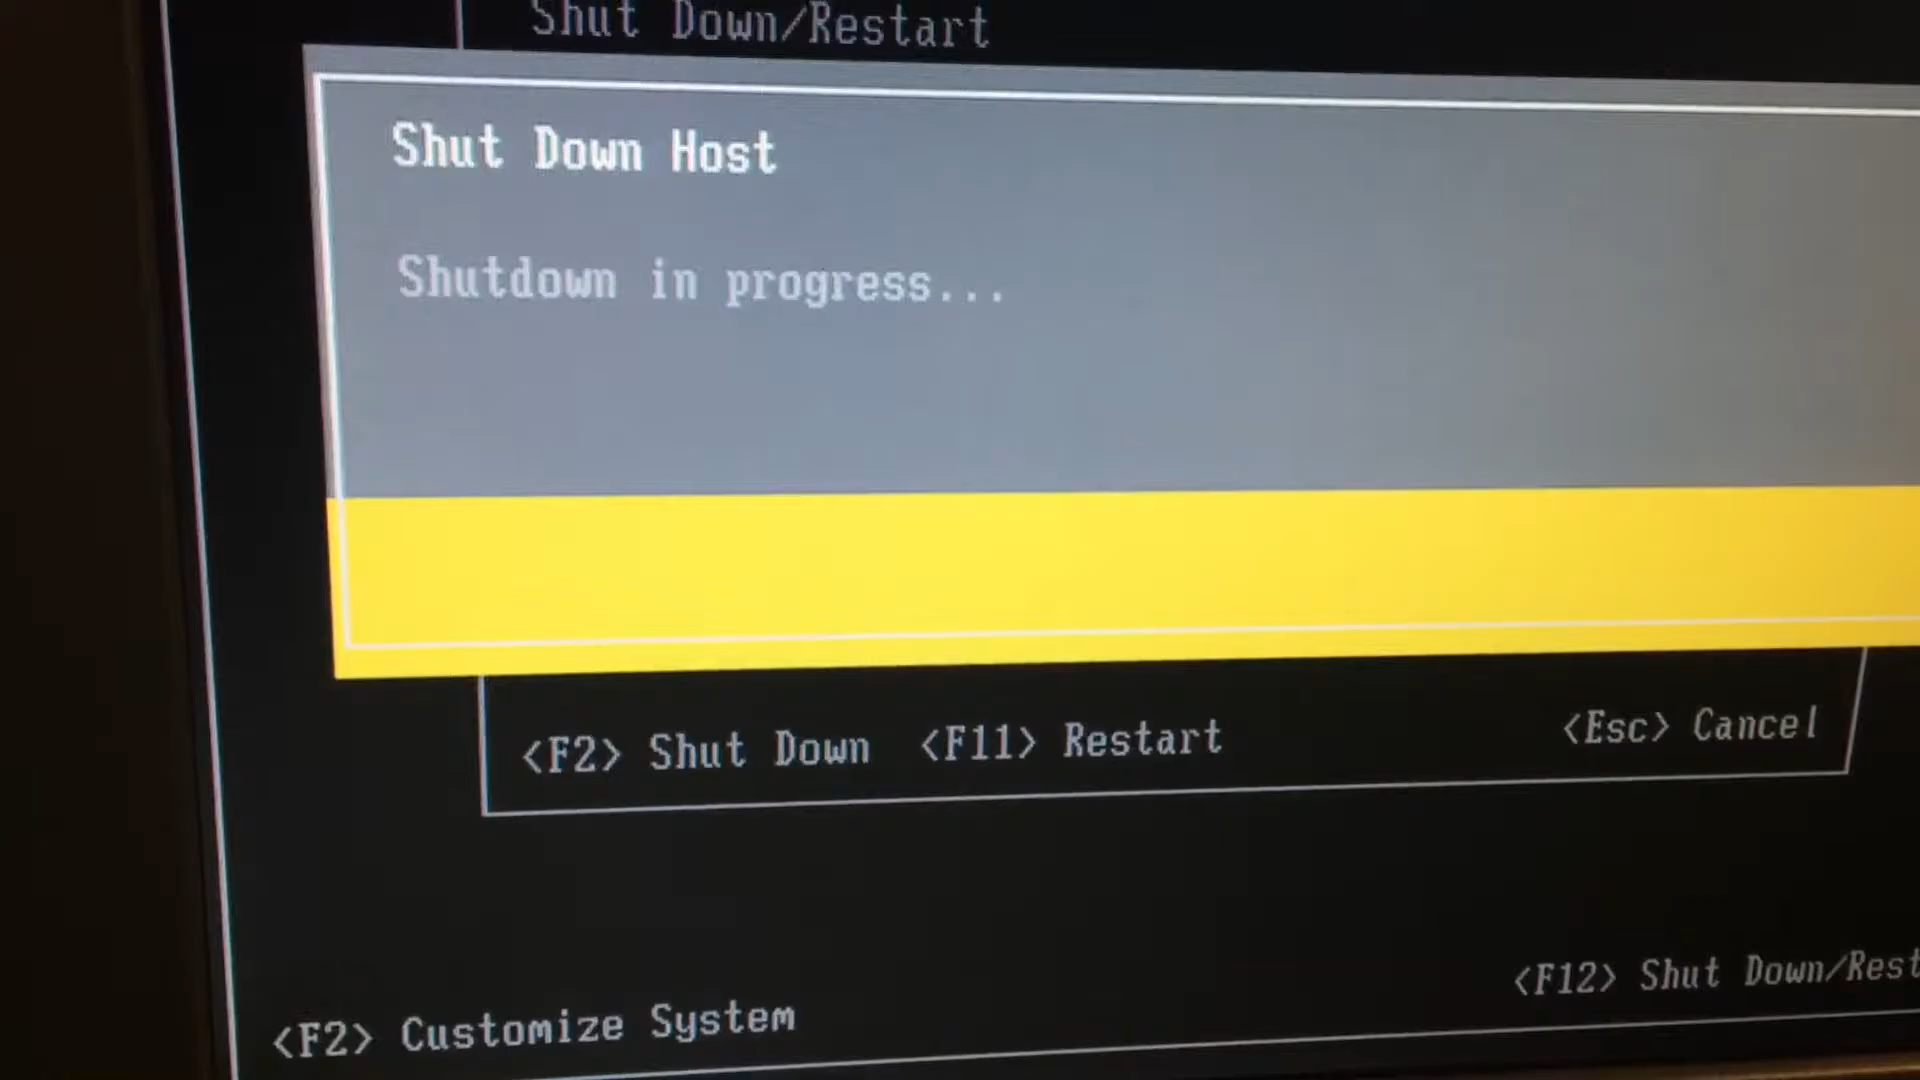 Shut Down/Restart
Shut Down Host
Shutdown in progress...
<F2> Shut Down <F11> Restart <Esc> Cancel
<F12> Shut Down/Rest
<F2> Customize System